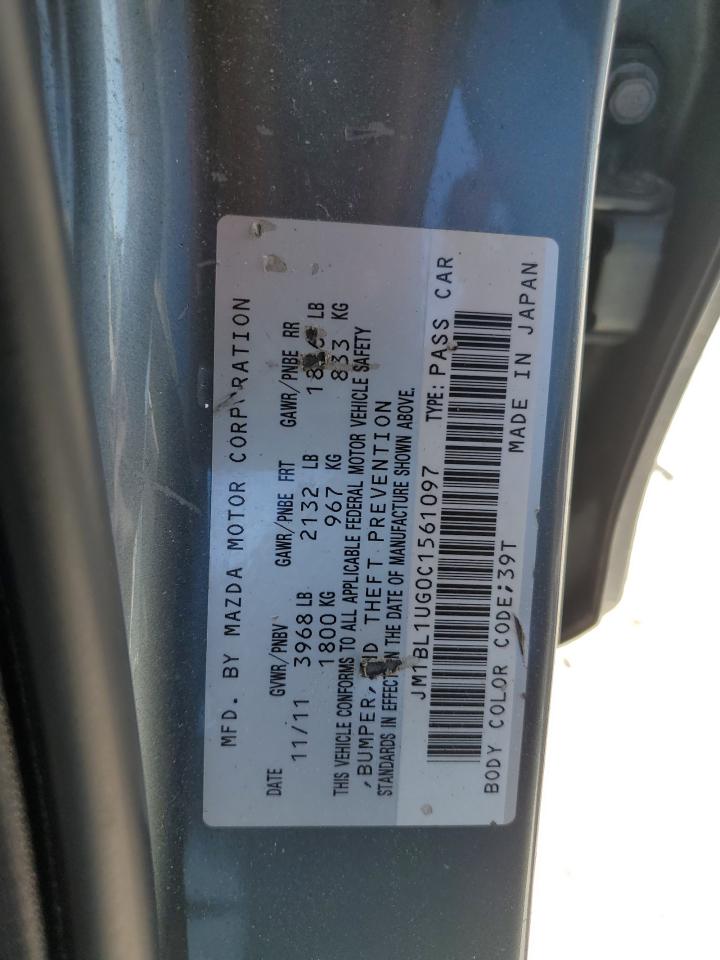 MFD. BY MAZDA MOTOR CORPORATION
DATE GVWR/PNBV GAWR/PNBE FRT GAWR/PNBE RR
11/11 3968 LB 2132 LB LB
1800 KG 967 KG 833 KG
THIS VEHICLE CONFORMS TO ALL APPLICABLE FEDERAL MOTOR VEHICLE SAFETY
,BUMPER,AND THEFT PREVENTION
STANDARDS IN EFFECT ON THE DATE OF MANUFACTURE SHOWN ABOVE.
JM1BL1UG0C1561097 TYPE: PASS CAR
BODY COLOR CODE;39T MADE IN JAPAN